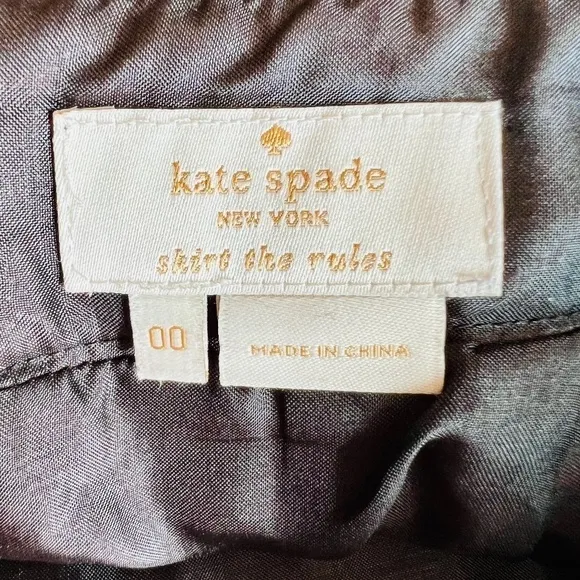 kate spade
NEW YORK
skirt the rules
00
MADE IN CHINA